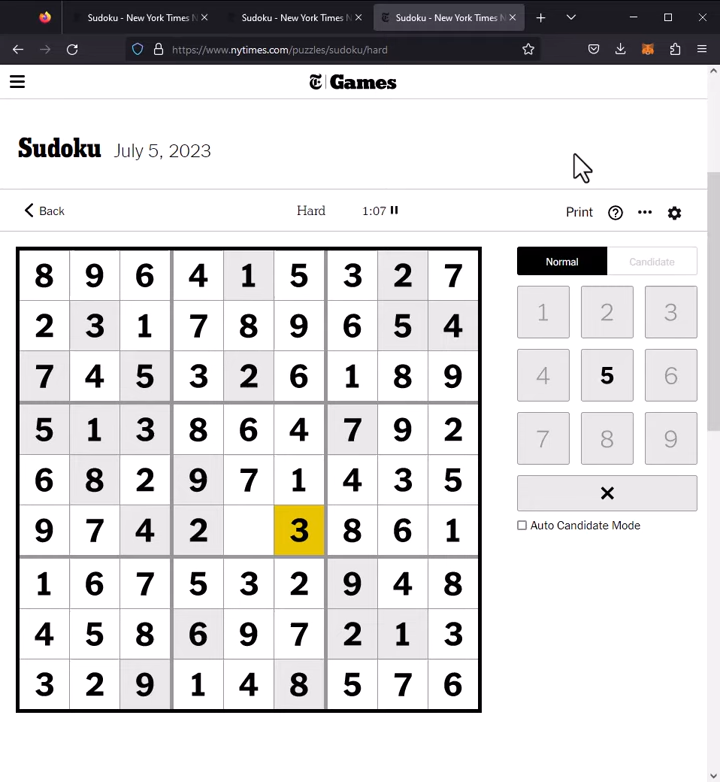 Sudoku - New York Times N
Sudoku - New York Times N
Sudoku - New York Times N
https://www.nytimes.com/puzzles/sudoku/hard
T Games
Sudoku July 5, 2023
Back Hard 1:07 Print
8 9 6 4 1 5 3 2 7
2 3 1 7 8 9 6 5 4
7 4 5 3 2 6 1 8 9
5 1 3 8 6 4 7 9 2
6 8 2 9 7 1 4 3 5
9 7 4 2 3 8 6 1
1 6 7 5 3 2 9 4 8
4 5 8 6 9 7 2 1 3
3 2 9 1 4 8 5 7 6
Normal Candidate
1 2 3
4 5 6
7 8 9
Auto Candidate Mode